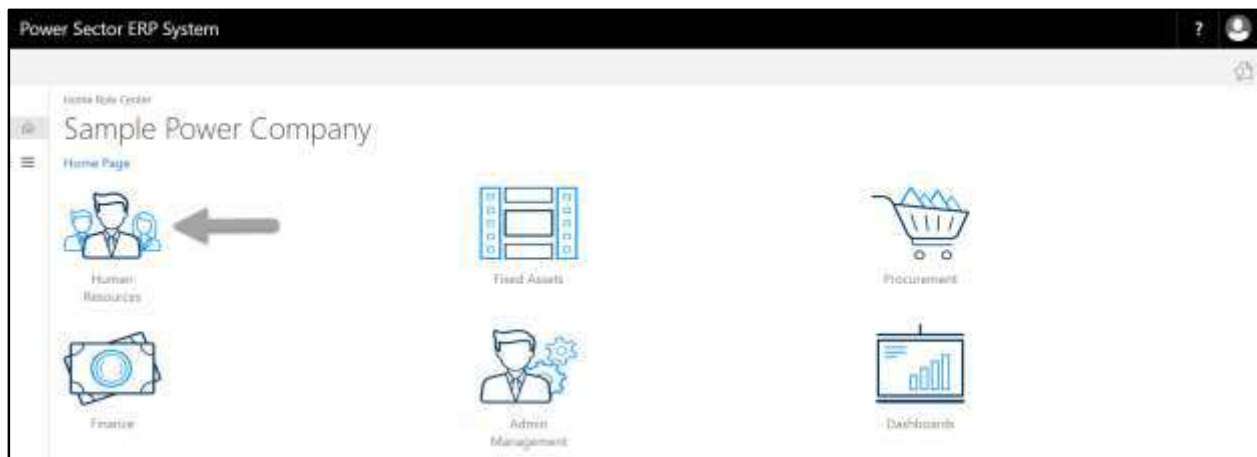 Power Sector ERP System
?
Home Role Center
Sample Power Company
Home Page
Human
Resources
Fixed Assets
Procurement
Finance
Admin
Management
Dashboards